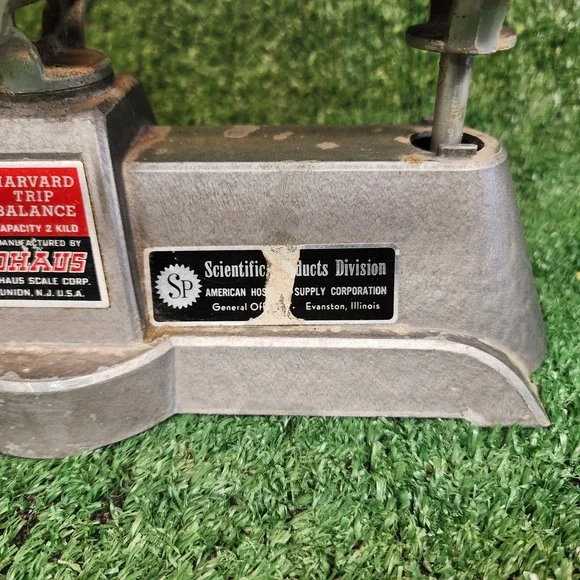 HARVARD
TRIP
BALANCE
CAPACITY 2 KILO
MANUFACTURED BY
OHAUS
OHAUS SCALE CORP.
UNION, N.J. U.S.A.
SP
Scientific ducts Division
AMERICAN HOS SUPPLY CORPORATION
General Off Evanston, Illinois